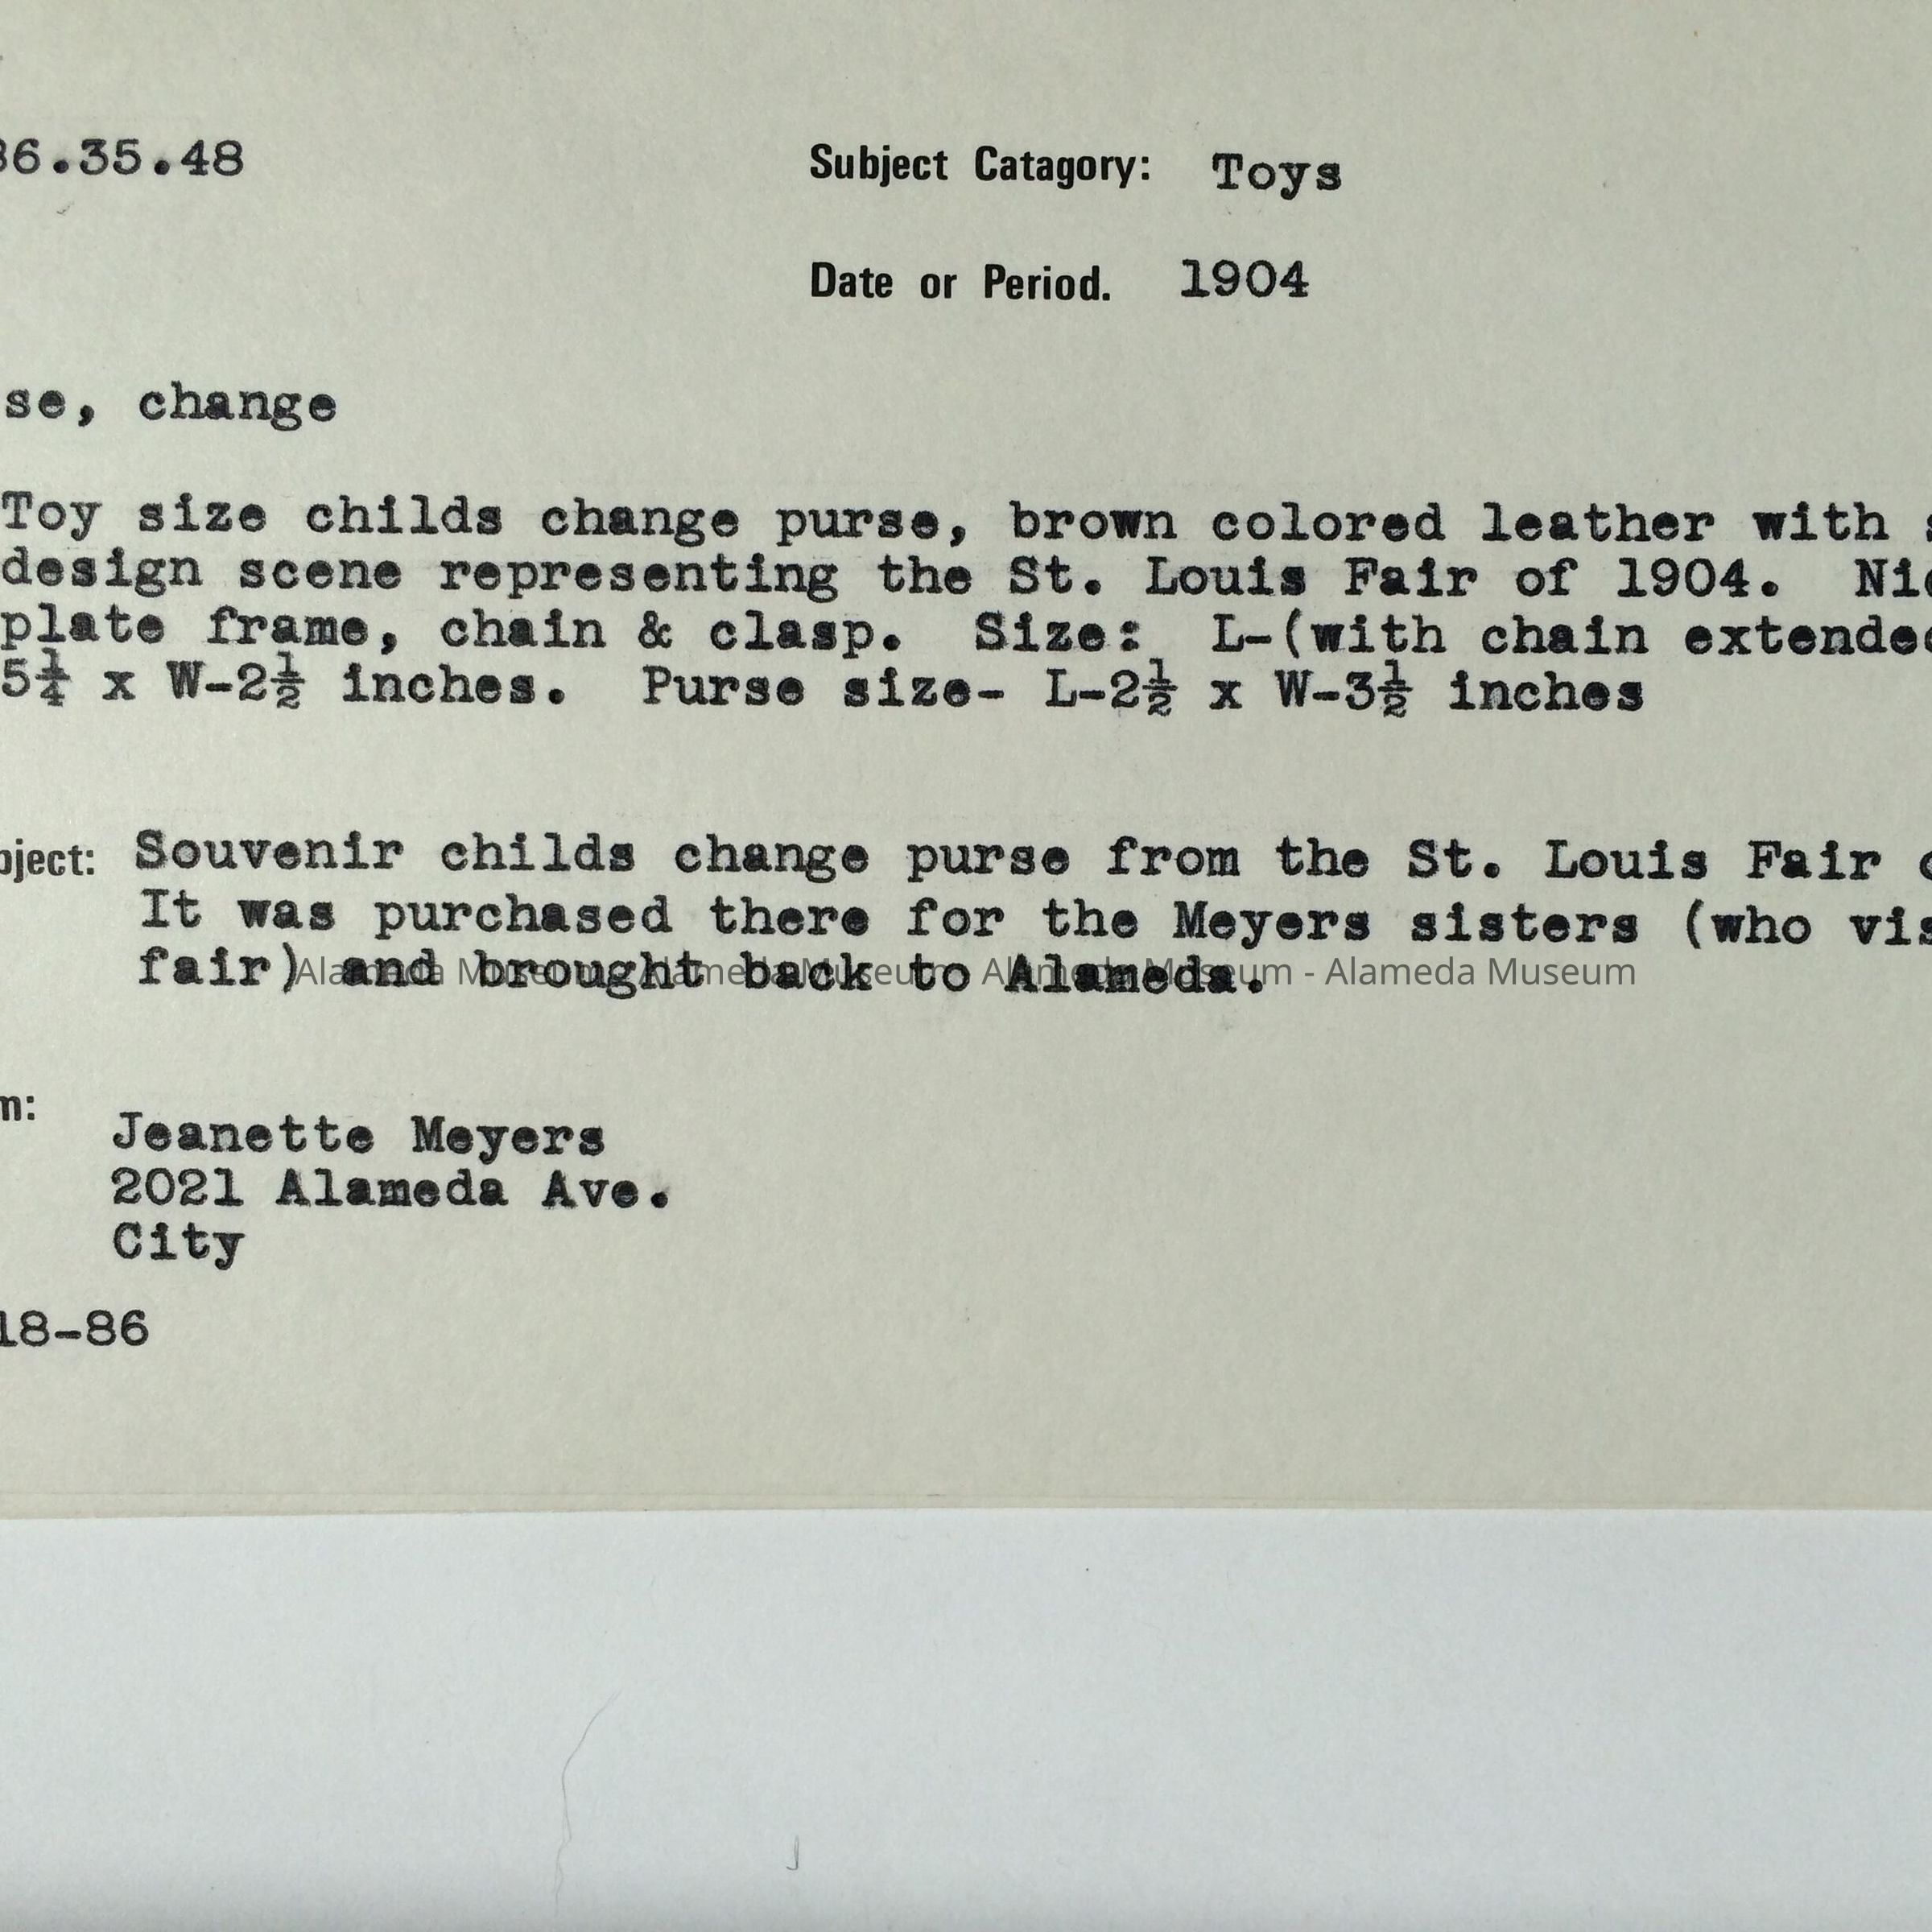 86.35.48 Subject Catagory: Toys
Date or Period. 1904
se, change
Toy size childs change purse, brown colored leather with
design scene representing the St. Louis Fair of 1904. Nic
plate frame, chain & clasp. Size: L-(with chain extended
5¼ x W-2½ inches. Purse size- L-2½ x W-3½ inches
bject: Souvenir childs change purse from the St. Louis Fair
It was purchased there for the Meyers sisters (who vis
fair) and brought back to Alameda.
Alameda Museum - Alameda Museum - Alameda Museum - Alameda Museum
m:
Jeanette Meyers
2021 Alameda Ave.
City
18-86